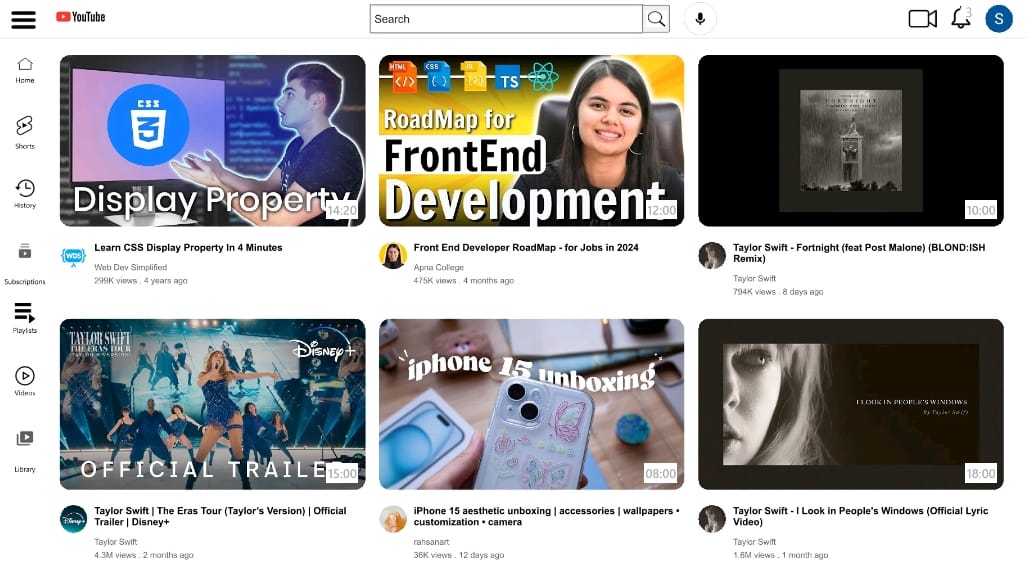 YouTube
Search
3
S
Home
Shorts
History
Subscriptions
Playlists
Videos
Library
CSS
3
Display Property
14:20
Learn CSS Display Property In 4 Minutes
WDS
Web Dev Simplified
299K views . 4 years ago
HTML
CSS
JS
TS
RoadMap for
FrontEnd
Development
12:00
Front End Developer RoadMap - for Jobs in 2024
Apna College
475K views . 4 months ago
FORTNIGHT
10:00
Taylor Swift - Fortnight (feat Post Malone) (BLOND:ISH
Remix)
Taylor Swift
794K views . 8 days ago
TAYLOR SWIFT
THE ERAS TOUR
Disney+
OFFICIAL TRAILE
15:00
Disney+
Taylor Swift | The Eras Tour (Taylor's Version) | Official
Trailer | Disney+
Taylor Swift
4.3M views . 2 months ago
iphone 15 unboxing
08:00
iPhone 15 aesthetic unboxing | accessories | wallpapers •
customization • camera
rahsanart
36K views . 12 days ago
I LOOK IN PEOPLE'S WINDOWS
By Taylor Swift
18:00
Taylor Swift - I Look in People's Windows (Official Lyric
Video)
Taylor Swift
1.6M views . 1 month ago